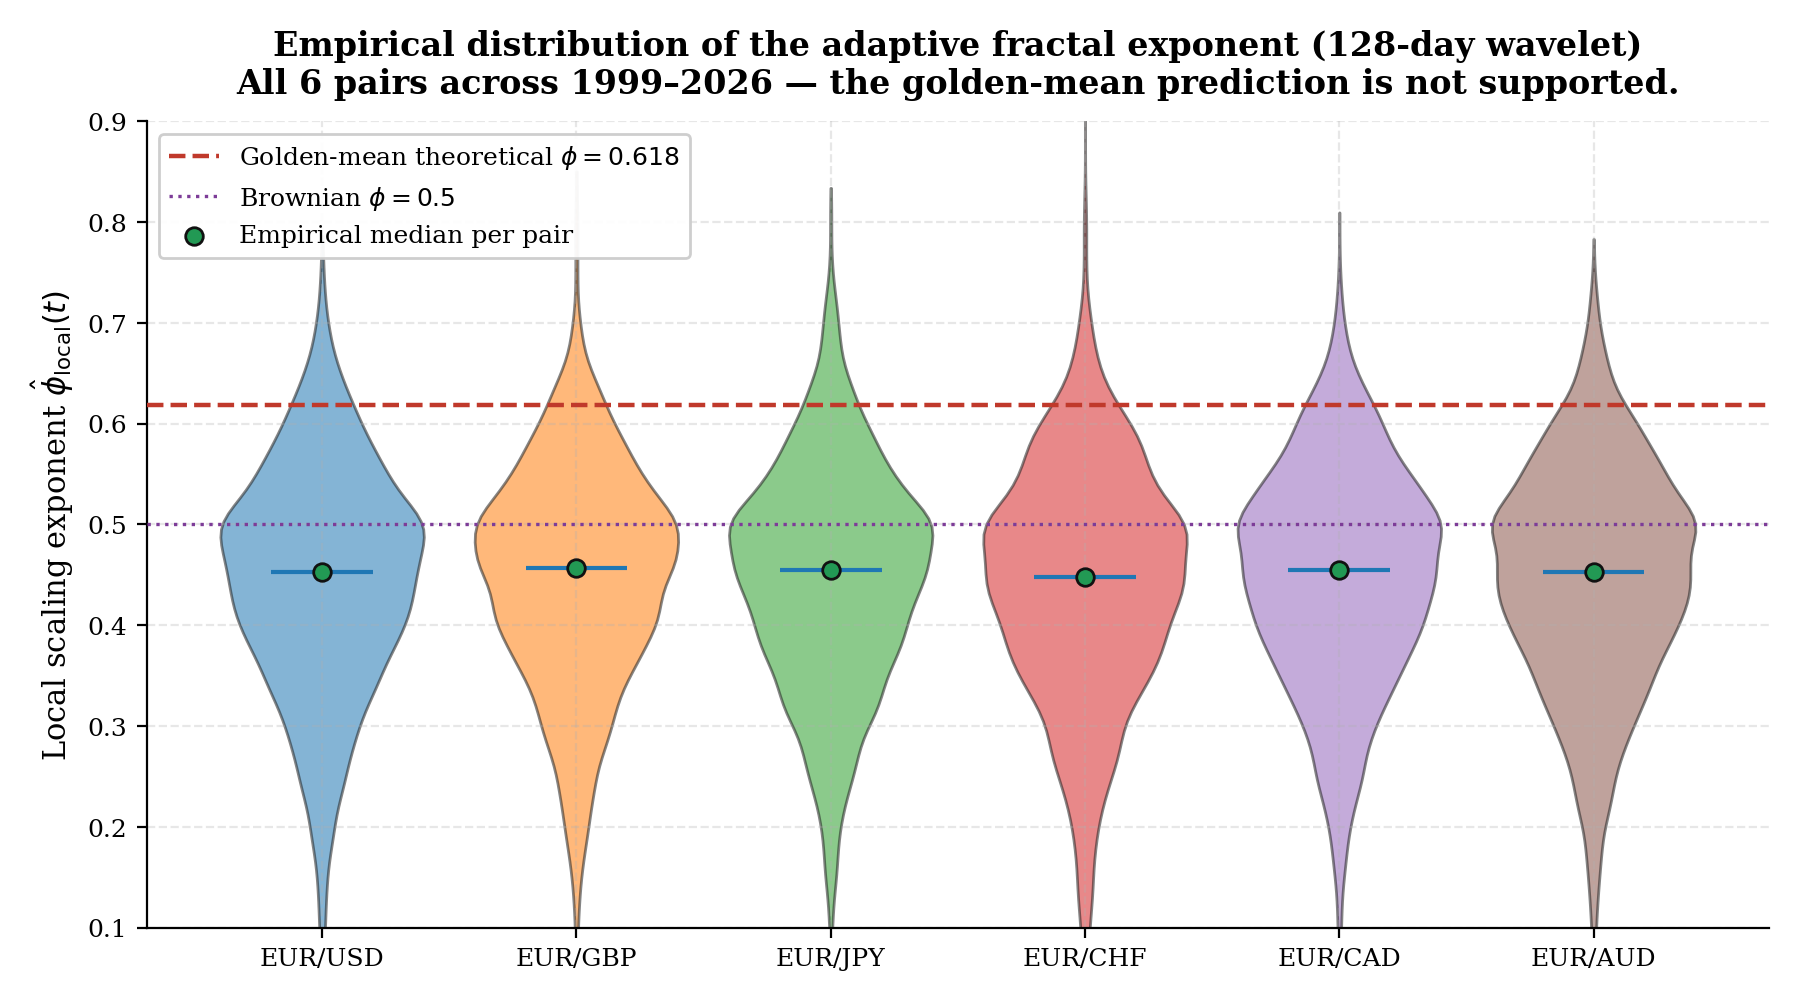 Empirical distribution of the adaptive fractal exponent (128-day wavelet)
All 6 pairs across 1999–2026 — the golden-mean prediction is not supported.
Golden-mean theoretical ϕ = 0.618
Brownian ϕ = 0.5
Empirical median per pair
Local scaling exponent ϕ̂local(t)
0.9
0.8
0.7
0.6
0.5
0.4
0.3
0.2
0.1
EUR/USD EUR/GBP EUR/JPY EUR/CHF EUR/CAD EUR/AUD